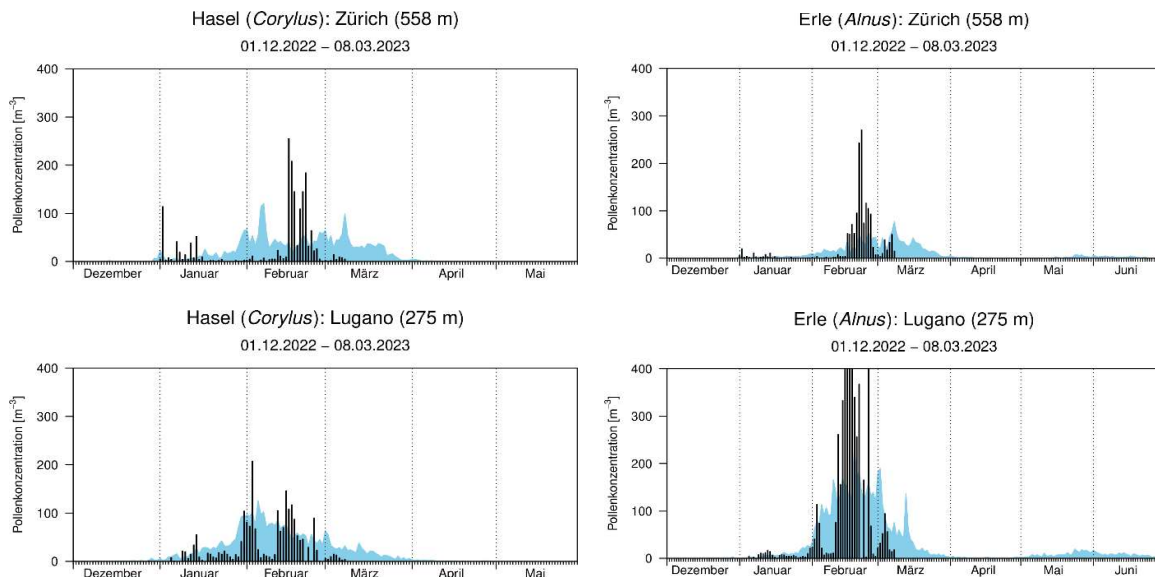 Hasel (Corylus): Zürich (558 m)
01.12.2022 – 08.03.2023
Pollenkonzentration [m⁻³]
400
300
200
100
0
Dezember Januar Februar März April Mai
Erle (Alnus): Zürich (558 m)
01.12.2022 – 08.03.2023
Pollenkonzentration [m⁻³]
400
300
200
100
0
Dezember Januar Februar März April Mai Juni
Hasel (Corylus): Lugano (275 m)
01.12.2022 – 08.03.2023
Pollenkonzentration [m⁻³]
400
300
200
100
0
Dezember Januar Februar März April Mai
Erle (Alnus): Lugano (275 m)
01.12.2022 – 08.03.2023
Pollenkonzentration [m⁻³]
400
300
200
100
0
Dezember Januar Februar März April Mai Juni